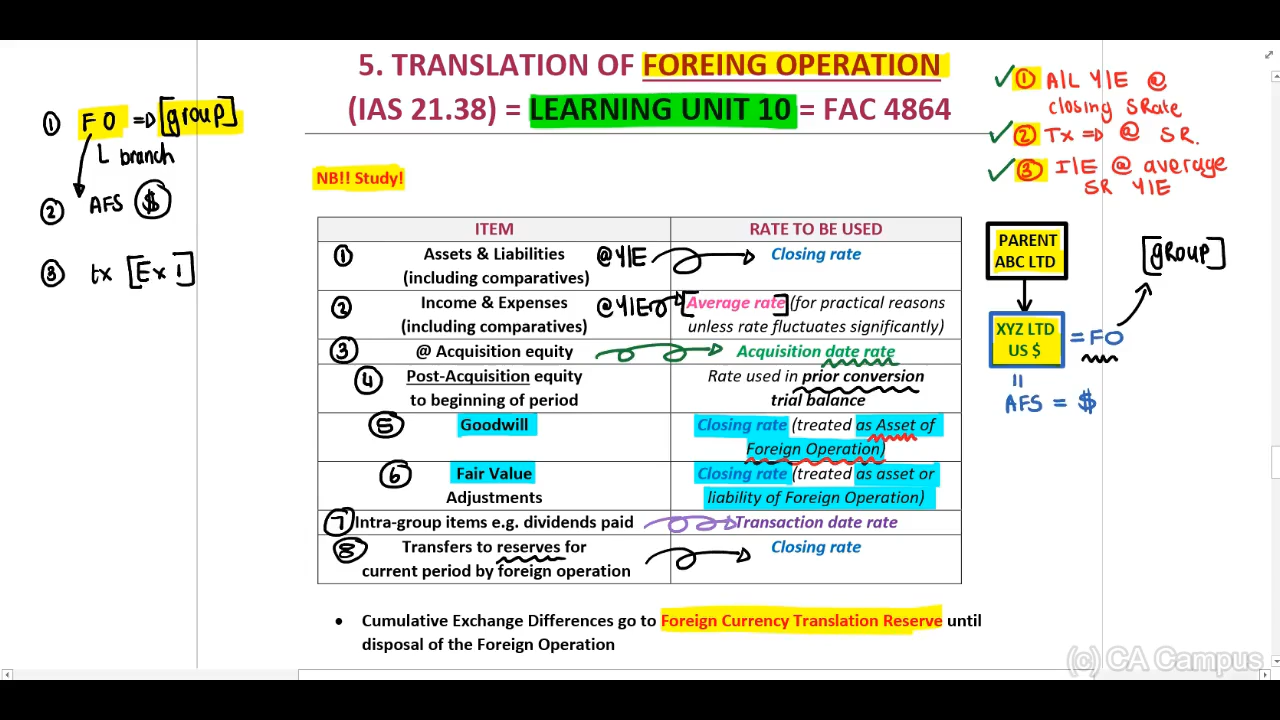 5. TRANSLATION OF FOREING OPERATION
(IAS 21.38) = LEARNING UNIT 10 = FAC 4864
① FO => [group]
L branch
② AFS $
③ tx [Ex 1]
✓ ① A/L Y/E @
closing SRate
✓ ② Tx => @ SR.
✓ ③ I/E @ average
SR Y/E
NB!! Study!
ITEM RATE TO BE USED
① Assets & Liabilities @Y/E Closing rate
(including comparatives)
② Income & Expenses @Y/E [Average rate] (for practical reasons
(including comparatives) unless rate fluctuates significantly)
③ @ Acquisition equity Acquisition date rate
④ Post-Acquisition equity Rate used in prior conversion
to beginning of period trial balance
⑤ Goodwill Closing rate (treated as Asset of
Foreign Operation)
⑥ Fair Value Closing rate (treated as asset or
Adjustments liability of Foreign Operation)
⑦ Intra-group items e.g. dividends paid Transaction date rate
⑧ Transfers to reserves for Closing rate
current period by foreign operation
PARENT
ABC LTD
[group]
XYZ LTD
US $
= FO
AFS = $
• Cumulative Exchange Differences go to Foreign Currency Translation Reserve until
disposal of the Foreign Operation
(c) CA Campus